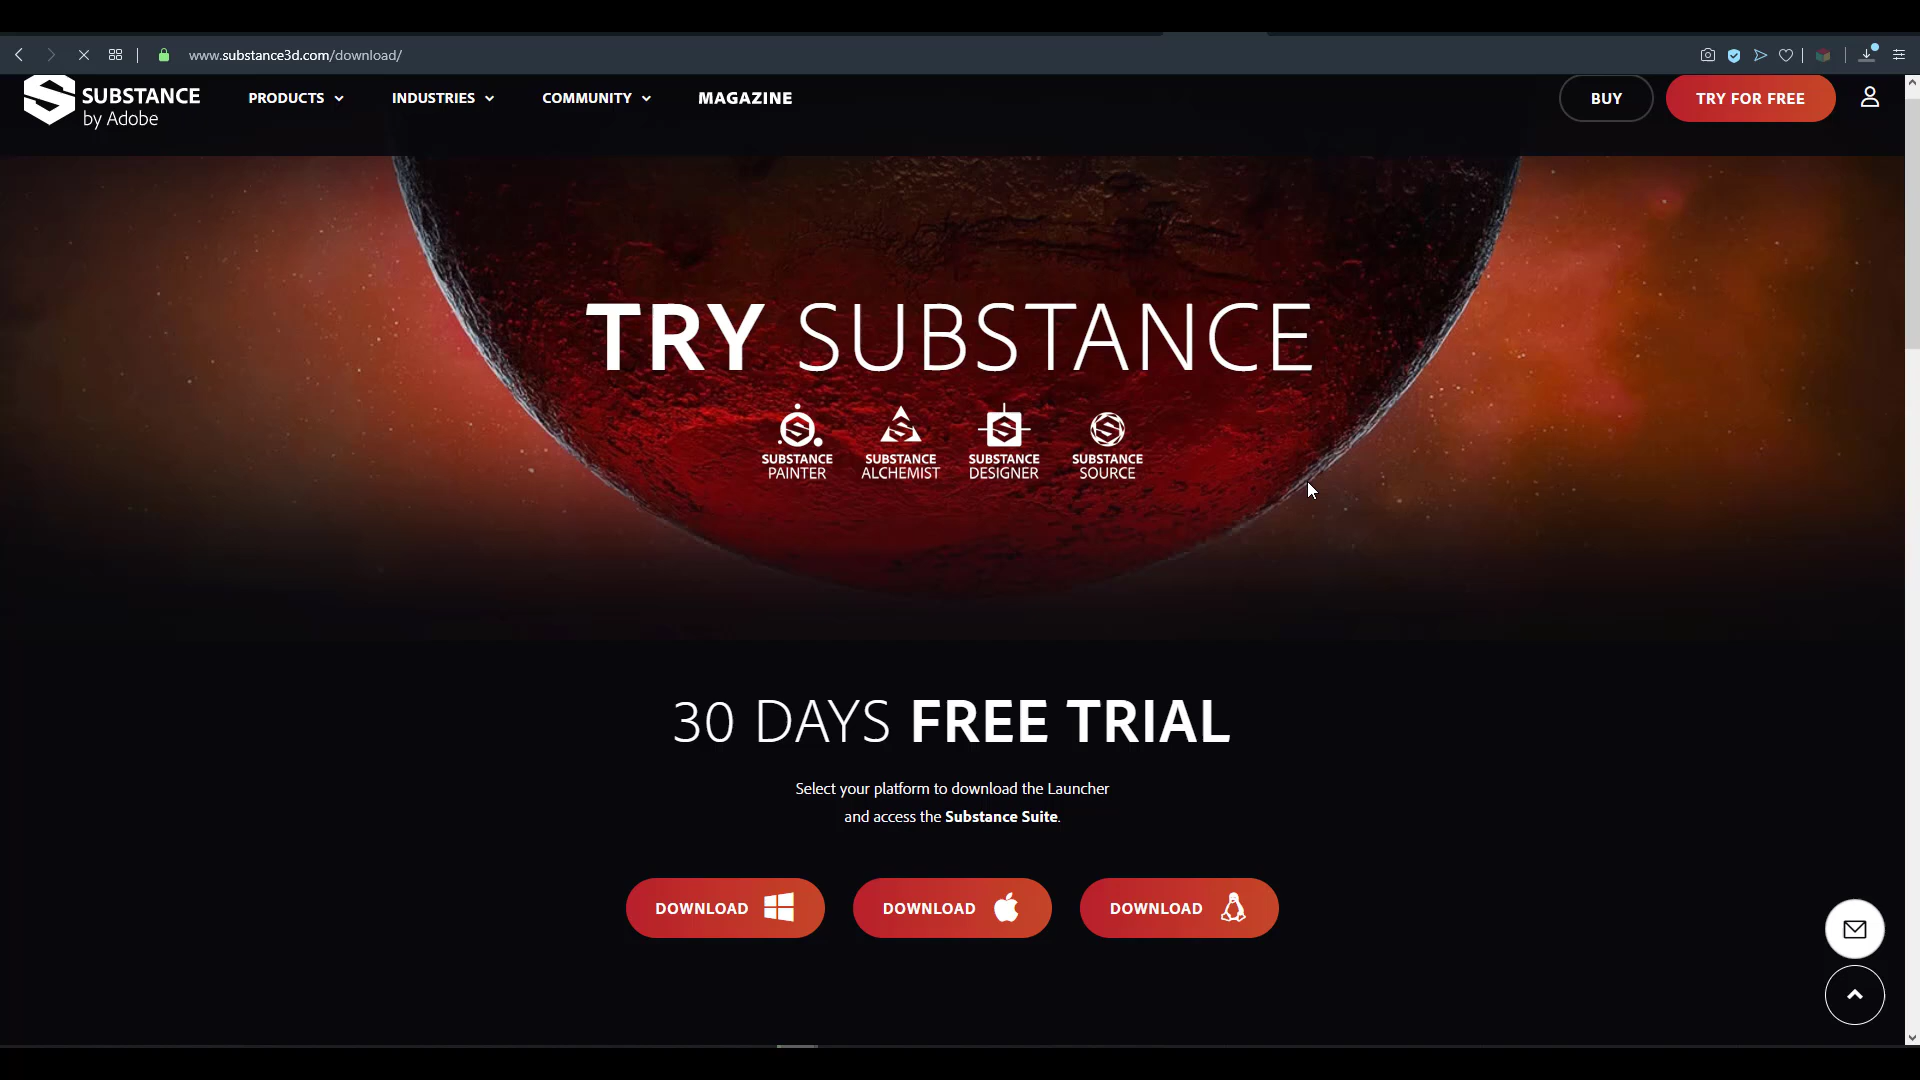 www.substance3d.com/download/
SUBSTANCE
by Adobe
PRODUCTS
INDUSTRIES
COMMUNITY
MAGAZINE
BUY
TRY FOR FREE
TRY SUBSTANCE
SUBSTANCE
PAINTER
SUBSTANCE
ALCHEMIST
SUBSTANCE
DESIGNER
SUBSTANCE
SOURCE
30 DAYS FREE TRIAL
Select your platform to download the Launcher
and access the Substance Suite.
DOWNLOAD
DOWNLOAD
DOWNLOAD